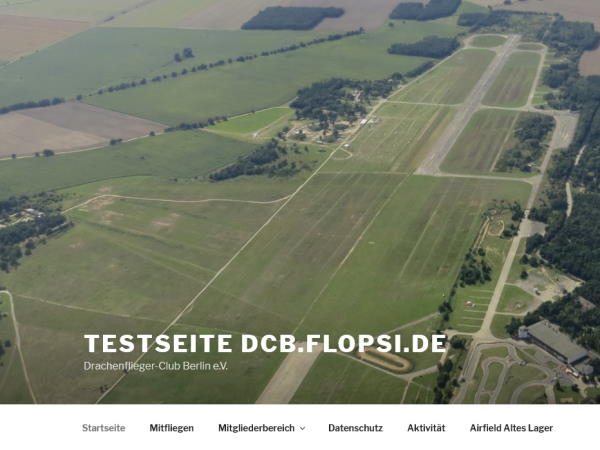 TESTSEITE DCB.FLOPSI.DE
Drachenflieger-Club Berlin e.V.
Startseite Mitfliegen Mitgliederbereich Datenschutz Aktivität Airfield Altes Lager